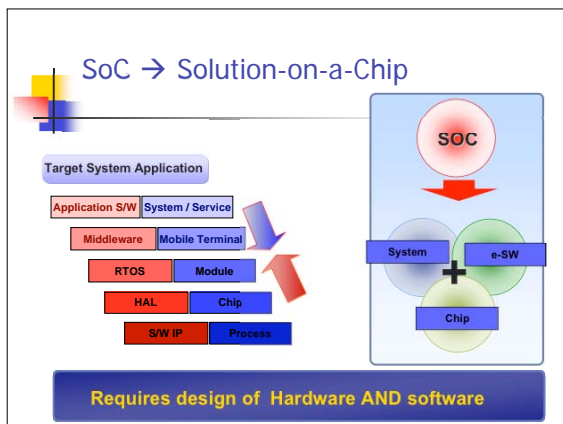 SoC → Solution-on-a-Chip
Target System Application
Application S/W System / Service
Middleware Mobile Terminal
RTOS Module
HAL Chip
S/W IP Process
SOC
System e-SW
Chip
Requires design of Hardware AND software